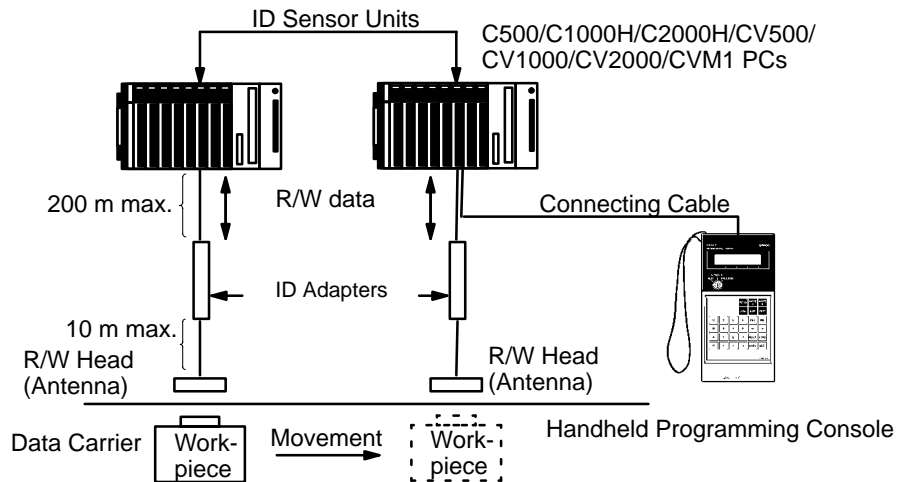 ID Sensor Units
C500/C1000H/C2000H/CV500/
CV1000/CV2000/CVM1 PCs
200 m max.
R/W data
Connecting Cable
ID Adapters
10 m max.
R/W Head
(Antenna)
R/W Head
(Antenna)
Data Carrier
Work-
piece
Movement
Work-
piece
Handheld Programming Console